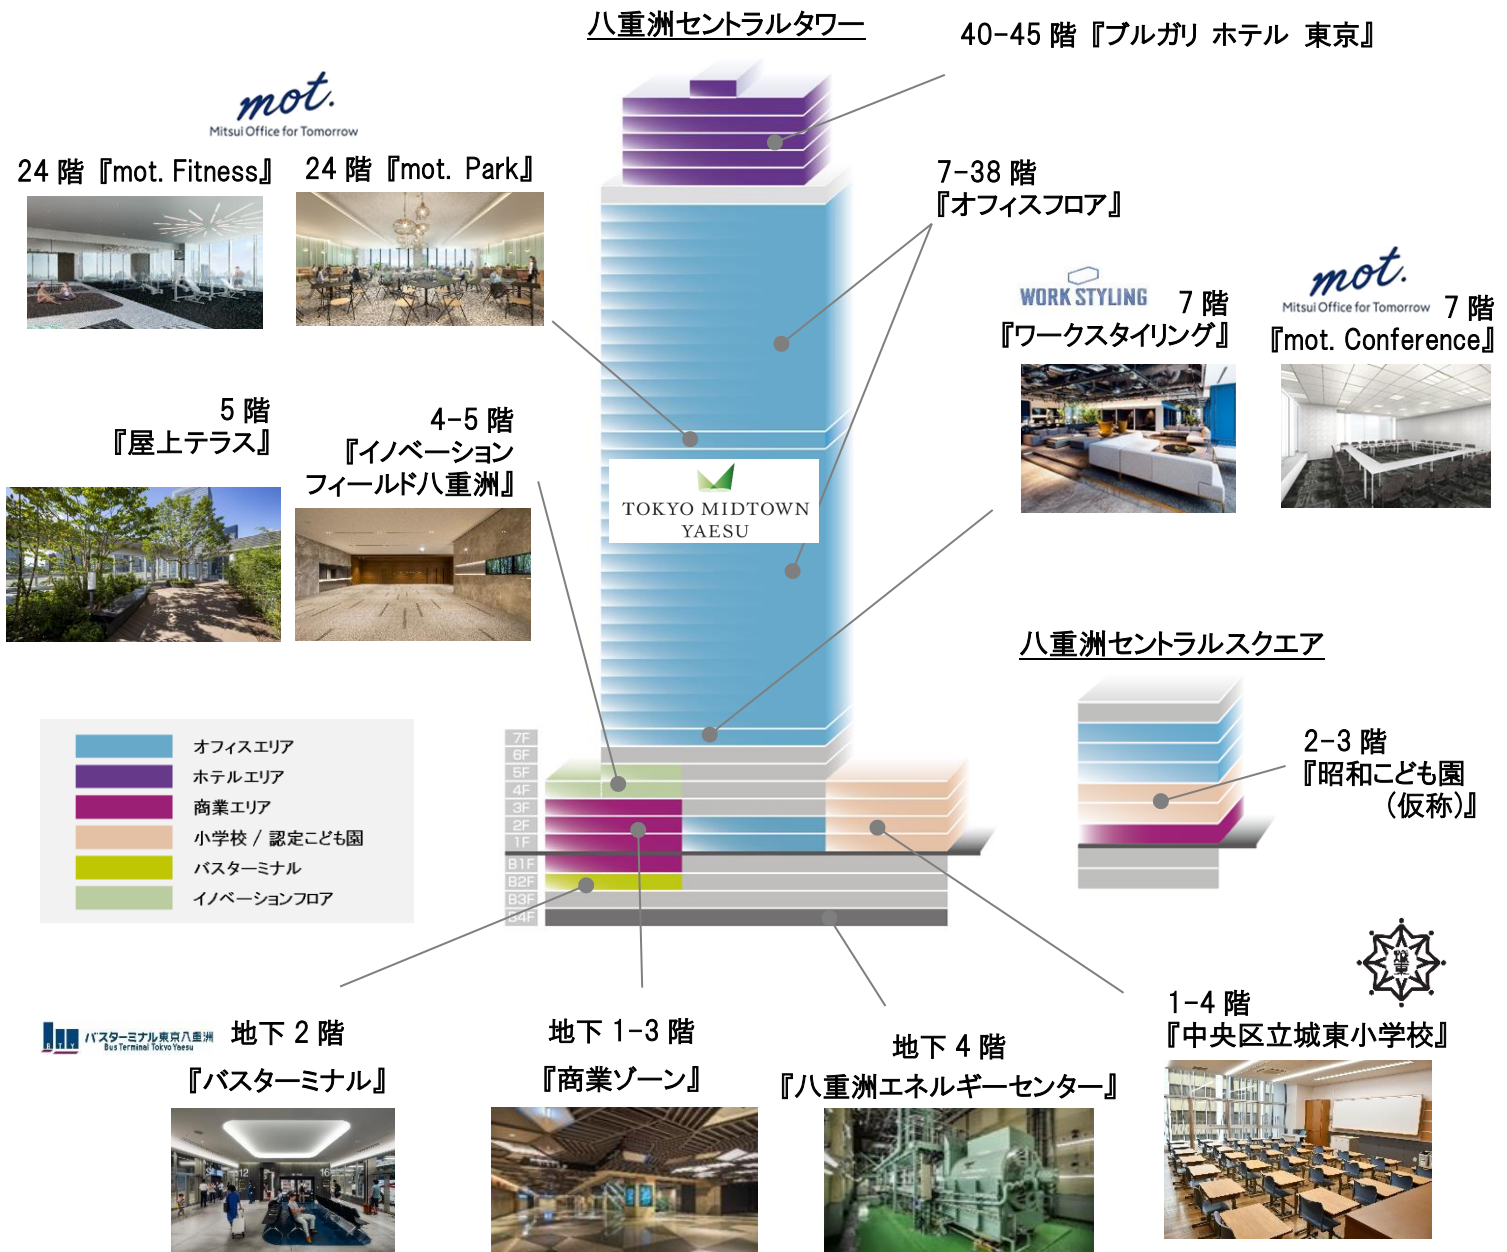 八重洲セントラルタワー
40-45 階 『ブルガリ ホテル 東京』
mot.
Mitsui Office for Tomorrow
24 階 『mot. Fitness』
24 階 『mot. Park』
7-38 階
『オフィスフロア』
WORK STYLING
7 階
『ワークスタイリング』
mot.
Mitsui Office for Tomorrow
7 階
『mot. Conference』
5 階
『屋上テラス』
4-5 階
『イノベーション
フィールド八重洲』
TOKYO MIDTOWN
YAESU
八重洲セントラルスクエア
2-3 階
『昭和こども園
(仮称)』
オフィスエリア
ホテルエリア
商業エリア
小学校 / 認定こども園
バスターミナル
イノベーションフロア
7F
6F
5F
4F
3F
2F
1F
B1F
B2F
B3F
B4F
BTY
バスターミナル東京八重洲
Bus Terminal Tokyo Yaesu
地下 2 階
『バスターミナル』
12
16
地下 1-3 階
『商業ゾーン』
地下 4 階
『八重洲エネルギーセンター』
1-4 階
『中央区立城東小学校』
城東